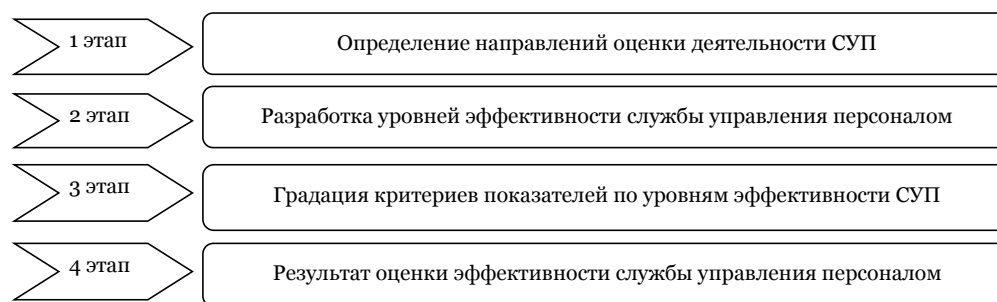 1 этап
Определение направлений оценки деятельности СУП
2 этап
Разработка уровней эффективности службы управления персоналом
3 этап
Градация критериев показателей по уровням эффективности СУП
4 этап
Результат оценки эффективности службы управления персоналом